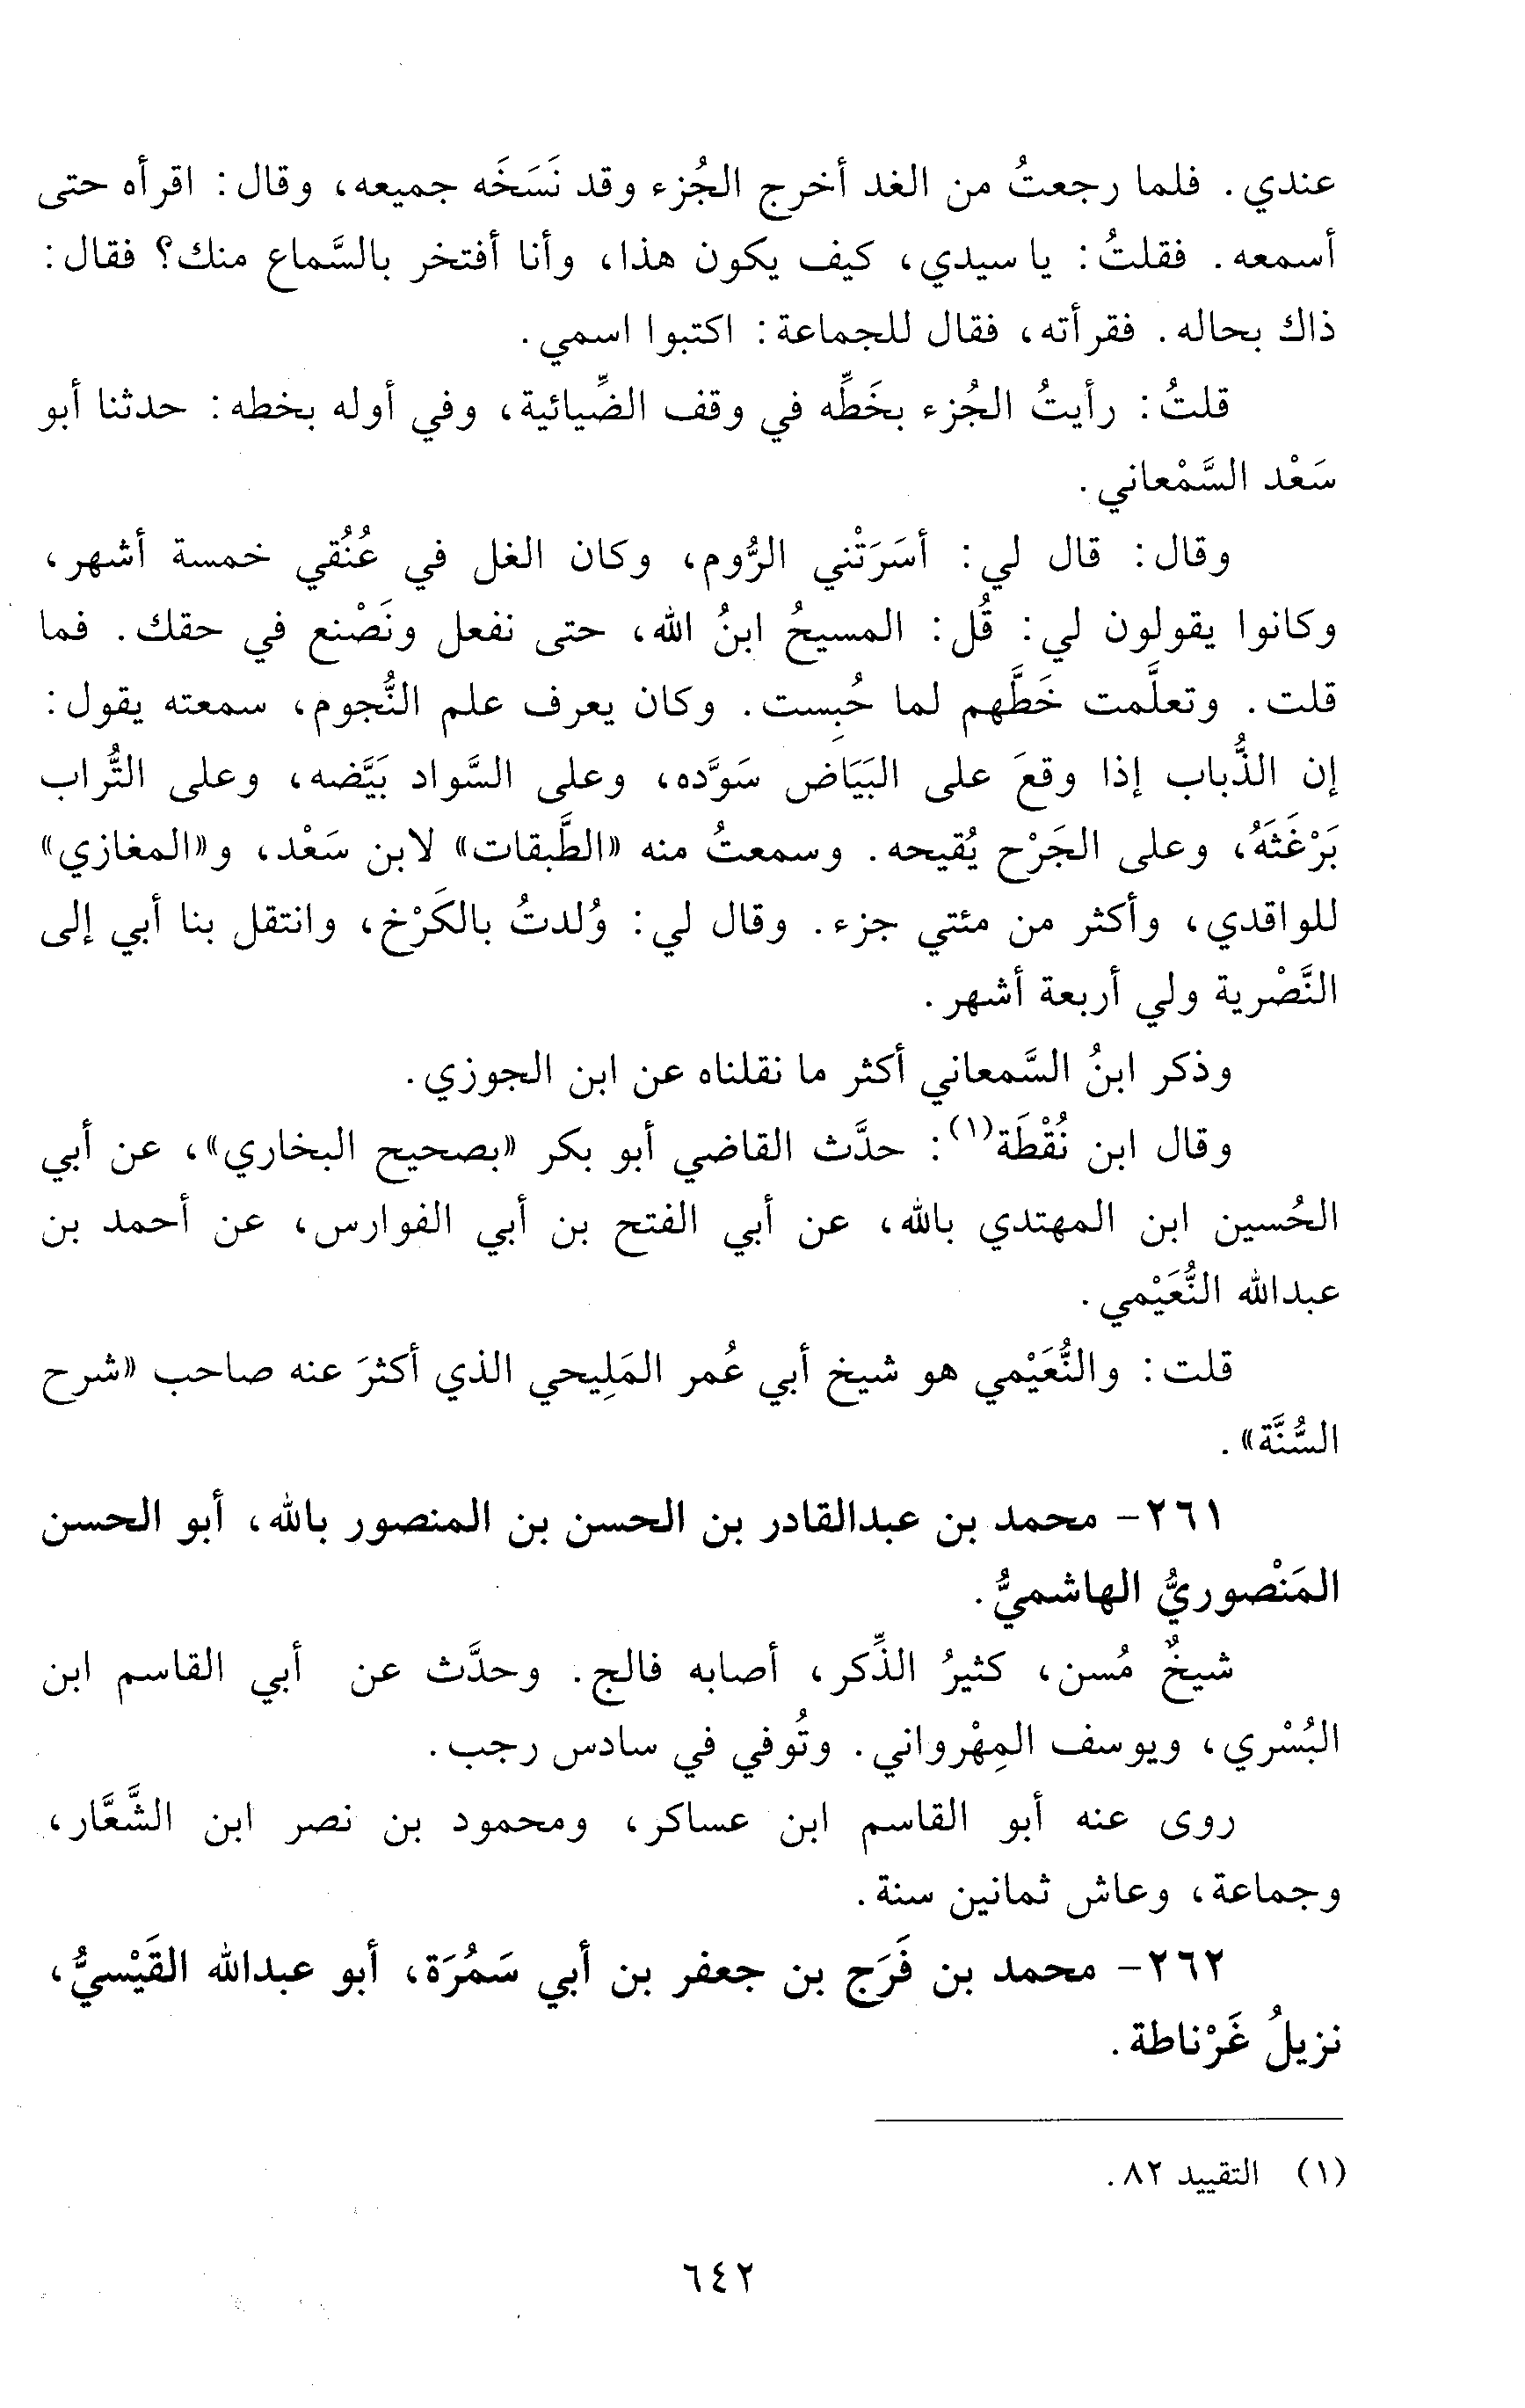 عندي. فلما رجعتُ من الغد أخرج الجُزء وقد نَسَخَه جميعه، وقال: اقرأه حتى
أسمعه. فقلتُ: يا سيدي، كيف يكون هذا، وأنا أفتخر بالسَّماع منك؟ فقال:
ذاك بحاله. فقرأته، فقال للجماعة: اكتبوا اسمي.
قلتُ: رأيتُ الجُزء بخَطِّه في وقف الضِّيائية، وفي أوله بخطه: حدثنا أبو
سَعْد السَّمْعاني.
وقال: قال لي: أسَرَتْني الرُّوم، وكان الغل في عُنُقي خمسة أشهر،
وكانوا يقولون لي: قُل: المسيحُ ابنُ الله، حتى نفعل ونَصْنع في حقك. فما
قلت. وتعلَّمت خَطَّهم لما حُبِست. وكان يعرف علم النُّجوم، سمعته يقول:
إن الذُّباب إذا وقعَ على البَيَاض سَوَّده، وعلى السَّواد بَيَّضه، وعلى التُّراب
بَرْغَثَهُ، وعلى الجَرْح يُقيحه. وسمعتُ منه «الطَّبقات» لابن سَعْد، و«المغازي»
للواقدي، وأكثر من مئتي جزء. وقال لي: وُلدتُ بالكَرْخ، وانتقل بنا أبي إلى
النَّصْرية ولي أربعة أشهر.
وذكر ابنُ السَّمعاني أكثر ما نقلناه عن ابن الجوزي.
وقال ابن نُقْطَة(١): حدَّث القاضي أبو بكر «بصحيح البخاري»، عن أبي
الحُسين ابن المهتدي بالله، عن أبي الفتح بن أبي الفوارس، عن أحمد بن
عبدالله النُّعَيْمي.
قلت: والنُّعَيْمي هو شيخ أبي عُمر المَلِيحي الذي أكثرَ عنه صاحب «شرح
السُّنَّة».
٢٦١- محمد بن عبدالقادر بن الحسن بن المنصور بالله، أبو الحسن
المَنْصوريُّ الهاشميُّ.
شيخٌ مُسن، كثيرُ الذِّكر، أصابه فالج. وحدَّث عن أبي القاسم ابن
البُسْري، ويوسف المِهْرواني. وتُوفي في سادس رجب.
روى عنه أبو القاسم ابن عساكر، ومحمود بن نصر ابن الشَّعَّار،
وجماعة، وعاش ثمانين سنة.
٢٦٢- محمد بن فَرَج بن جعفر بن أبي سَمُرَة، أبو عبدالله القَيْسيُّ،
نزيلُ غَرْناطة.
(١) التقييد ٨٢.
٦٤٢